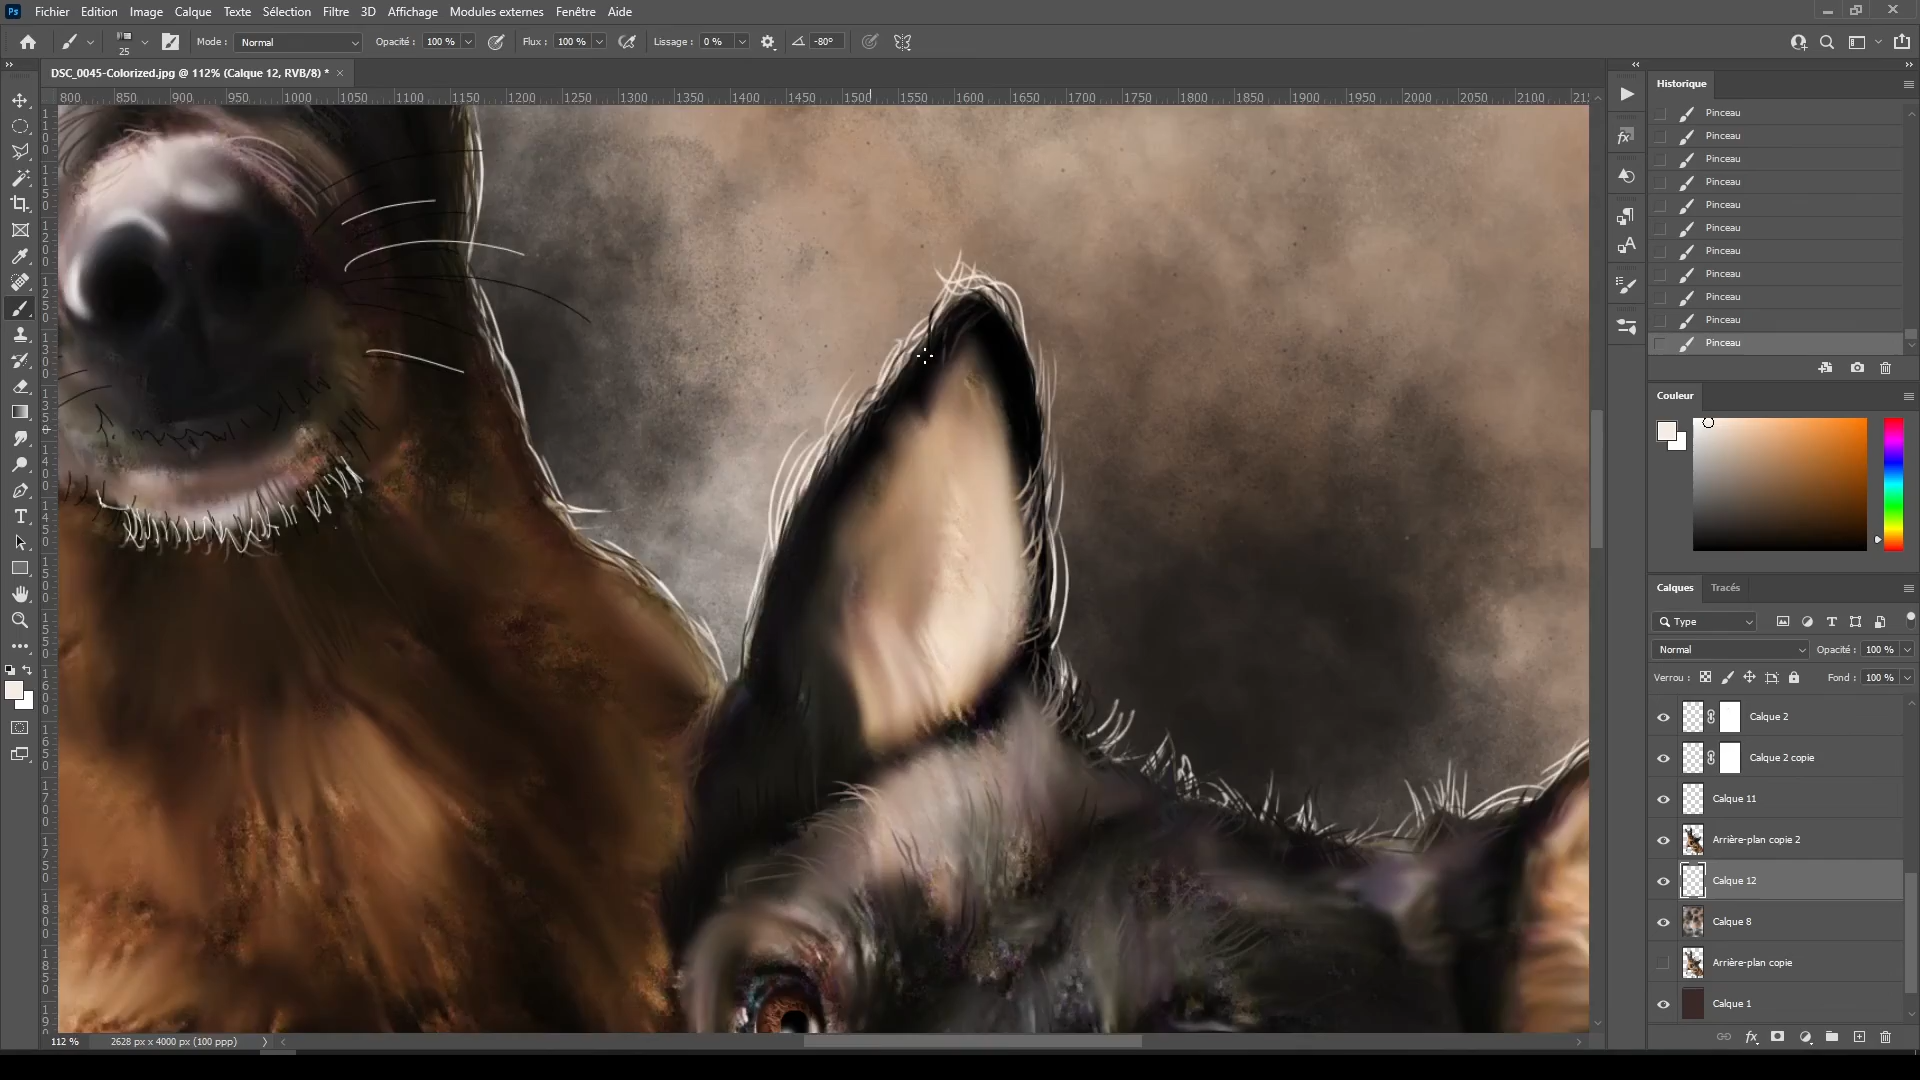 Ps Fichier Edition Image Calque Texte Sélection Filtre 3D Affichage Modules externes Fenêtre Aide
25 Mode : Normal Opacité : 100 % Flux : 100 % Lissage : 0 % -80°
DSC_0045-Colorized.jpg @ 112% (Calque 12, RVB/8) * ×
800 850 900 950 1000 1050 1100 1150 1200 1250 1300 1350 1400 1450 1500 1550 1600 1650 1700 1750 1800 1850 1900 1950 2000 2050 2100
Historique
Pinceau
Pinceau
Pinceau
Pinceau
Pinceau
Pinceau
Pinceau
Pinceau
Pinceau
Pinceau
Pinceau
Couleur
Calques Tracés
Type
Normal Opacité : 100 %
Verrou : Fond : 100 %
Calque 2
Calque 2 copie
Calque 11
Arrière-plan copie 2
Calque 12
Calque 8
Arrière-plan copie
Calque 1
112 % 2628 px x 4000 px (100 ppp)